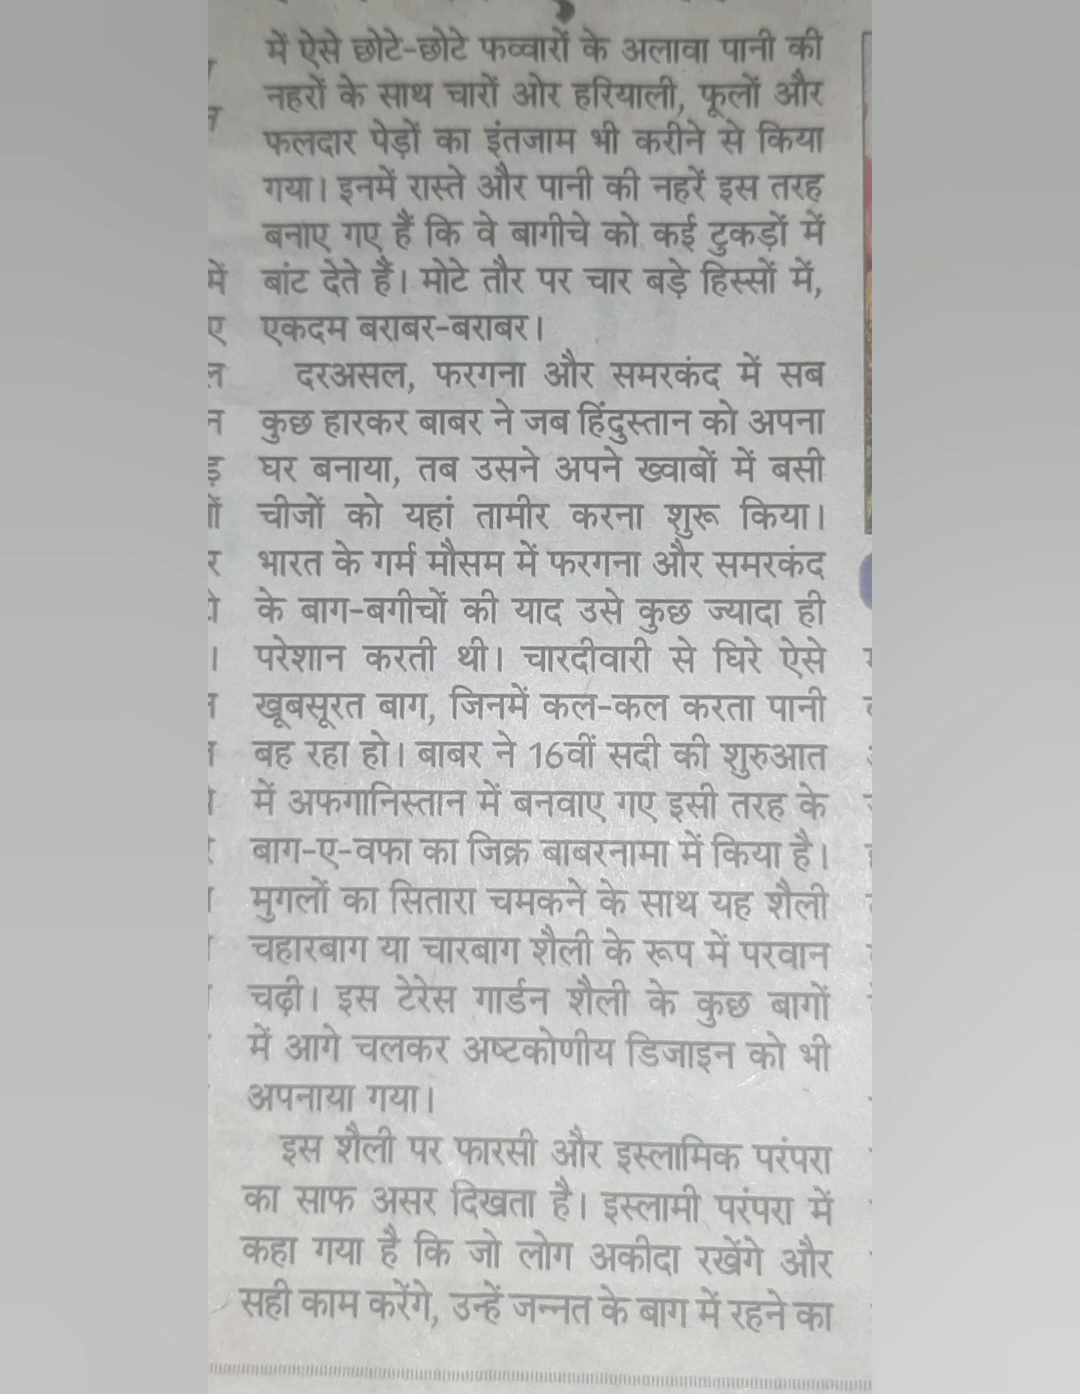 में ऐसे छोटे-छोटे फव्वारों के अलावा पानी की
नहरों के साथ चारों ओर हरियाली, फूलों और
फलदार पेड़ों का इंतजाम भी करीने से किया
गया। इनमें रास्ते और पानी की नहरें इस तरह
बनाए गए हैं कि वे बागीचे को कई टुकड़ों में
बांट देते हैं। मोटे तौर पर चार बड़े हिस्सों में,
एकदम बराबर-बराबर।
दरअसल, फरगना और समरकंद में सब
कुछ हारकर बाबर ने जब हिंदुस्तान को अपना
घर बनाया, तब उसने अपने ख्वाबों में बसी
चीजों को यहां तामीर करना शुरू किया।
भारत के गर्म मौसम में फरगना और समरकंद
के बाग-बगीचों की याद उसे कुछ ज्यादा ही
परेशान करती थी। चारदीवारी से घिरे ऐसे
खूबसूरत बाग, जिनमें कल-कल करता पानी
बह रहा हो। बाबर ने 16वीं सदी की शुरुआत
में अफगानिस्तान में बनवाए गए इसी तरह के
बाग-ए-वफा का जिक्र बाबरनामा में किया है।
मुगलों का सितारा चमकने के साथ यह शैली
चहारबाग या चारबाग शैली के रूप में परवान
चढ़ी। इस टेरेस गार्डन शैली के कुछ बागों
में आगे चलकर अष्टकोणीय डिजाइन को भी
अपनाया गया।
इस शैली पर फारसी और इस्लामिक परंपरा
का साफ असर दिखता है। इस्लामी परंपरा में
कहा गया है कि जो लोग अकीदा रखेंगे और
सही काम करेंगे, उन्हें जन्नत के बाग में रहने का